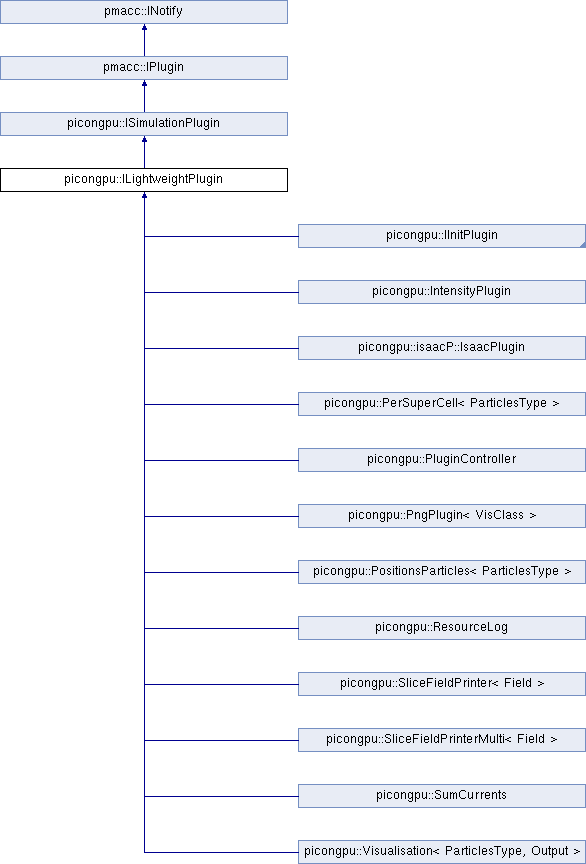 pmacc::INotify
pmacc::IPlugin
picongpu::ISimulationPlugin
picongpu::ILightweightPlugin
picongpu::IInitPlugin
picongpu::IntensityPlugin
picongpu::isaacP::IsaacPlugin
picongpu::PerSuperCell< ParticlesType >
picongpu::PluginController
picongpu::PngPlugin< VisClass >
picongpu::PositionsParticles< ParticlesType >
picongpu::ResourceLog
picongpu::SliceFieldPrinter< Field >
picongpu::SliceFieldPrinterMulti< Field >
picongpu::SumCurrents
picongpu::Visualisation< ParticlesType, Output >